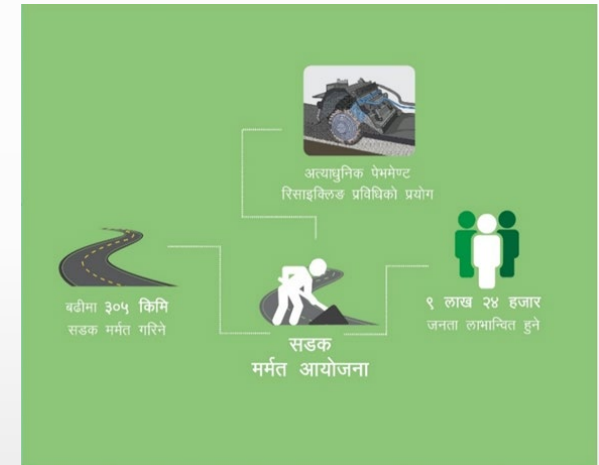 अत्याधुनिक पेभमेण्ट
रिसाइक्लिङ प्रविधिको प्रयोग
बढीमा ३०५ किमि
सडक मर्मत गरिने
९ लाख २४ हजार
जनता लाभान्वित हुने
सडक
मर्मत आयोजना